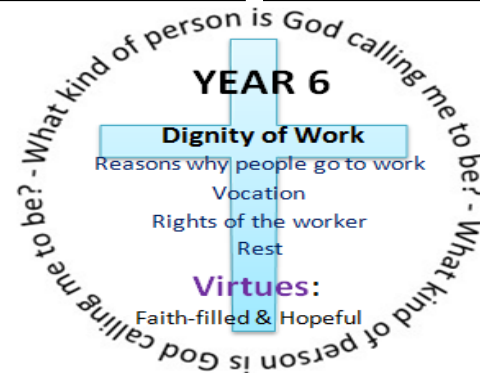 What kind of person is God calling me to be? - What kind of person is God calling me to be? -
YEAR 6
Dignity of Work
Reasons why people go to work
Vocation
Rights of the worker
Rest
Virtues:
Faith-filled & Hopeful